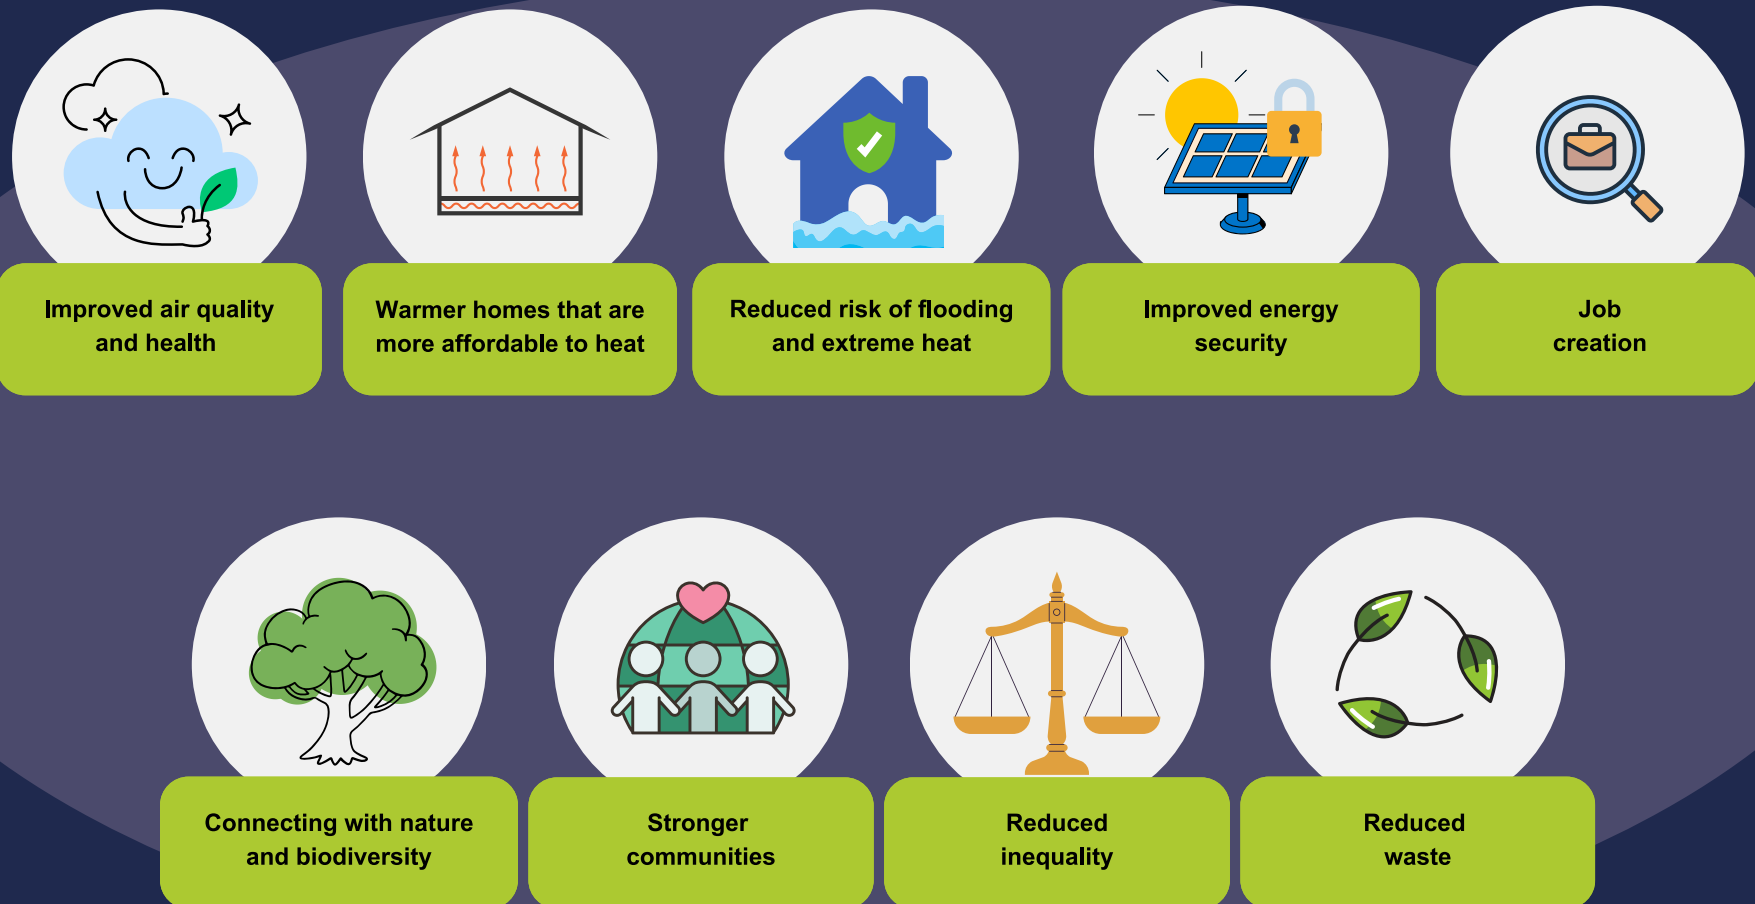 Improved air quality
and health
Warmer homes that are
more affordable to heat
Reduced risk of flooding
and extreme heat
Improved energy
security
Job
creation
Connecting with nature
and biodiversity
Stronger
communities
Reduced
inequality
Reduced
waste